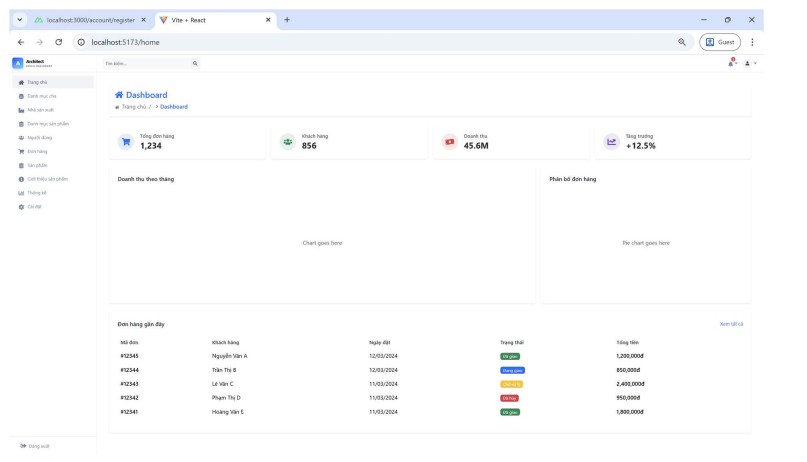 localhost:3000/account/register
Vite + React
localhost:5173/home
Guest
Architect
Tìm kiếm...
Trang chủ
Danh mục cha
Nhà sản xuất
Danh mục sản phẩm
Người dùng
Đơn hàng
Sản phẩm
Giới thiệu sản phẩm
Thống kê
Cài đặt
Đăng xuất
Dashboard
Trang chủ / > Dashboard
Tổng đơn hàng
1,234
Khách hàng
856
Doanh thu
45.6M
Tăng trưởng
+12.5%
Doanh thu theo tháng
Chart goes here
Phân bố đơn hàng
Pie chart goes here
Đơn hàng gần đây
Xem tất cả
Mã đơn Khách hàng Ngày đặt Trạng thái Tổng tiền
#12345 Nguyễn Văn A 12/03/2024 Đã giao 1,200,000đ
#12344 Trần Thị B 12/03/2024 Đang giao 850,000đ
#12343 Lê Văn C 11/03/2024 2,400,000đ
#12342 Phạm Thị D 11/03/2024 Đã hủy 950,000đ
#12341 Hoàng Văn E 11/03/2024 Đã giao 1,800,000đ